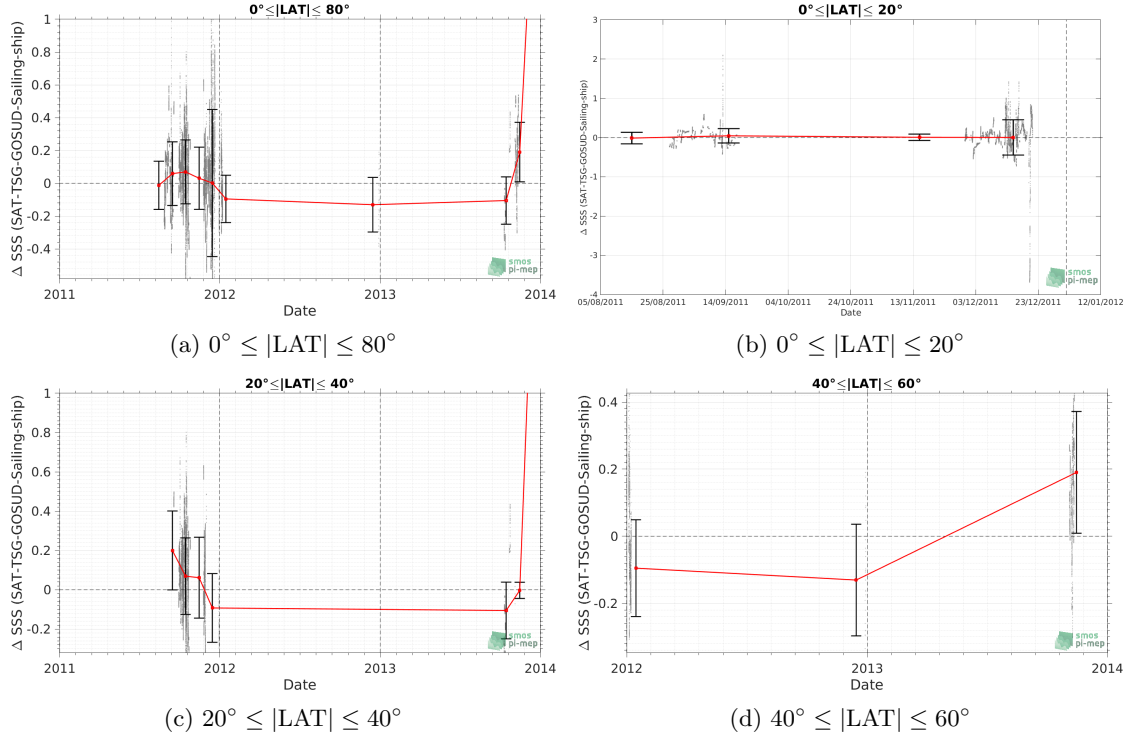 0°≤|LAT|≤ 80°
Δ SSS (SAT-TSG-GOSUD-Sailing-ship)
1
0.8
0.6
0.4
0.2
0
-0.2
-0.4
2011
2012
2013
2014
Date
smos
pi-mep
(a) 0° ≤ |LAT| ≤ 80°
0°≤|LAT|≤ 20°
Δ SSS (SAT-TSG-GOSUD-Sailing-ship)
3
2
1
0
-1
-2
-3
-4
05/08/2011
25/08/2011
14/09/2011
04/10/2011
24/10/2011
13/11/2011
03/12/2011
23/12/2011
12/01/2012
Date
smos
pi-mep
(b) 0° ≤ |LAT| ≤ 20°
20°≤|LAT|≤ 40°
Δ SSS (SAT-TSG-GOSUD-Sailing-ship)
1
0.8
0.6
0.4
0.2
0
-0.2
2011
2012
2013
2014
Date
smos
pi-mep
(c) 20° ≤ |LAT| ≤ 40°
40°≤|LAT|≤ 60°
Δ SSS (SAT-TSG-GOSUD-Sailing-ship)
0.4
0.2
0
-0.2
2012
2013
2014
Date
smos
pi-mep
(d) 40° ≤ |LAT| ≤ 60°